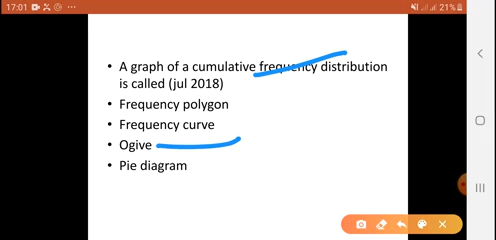 17:01
21%
• A graph of a cumulative frequency distribution
is called (jul 2018)
• Frequency polygon
• Frequency curve
• Ogive
• Pie diagram